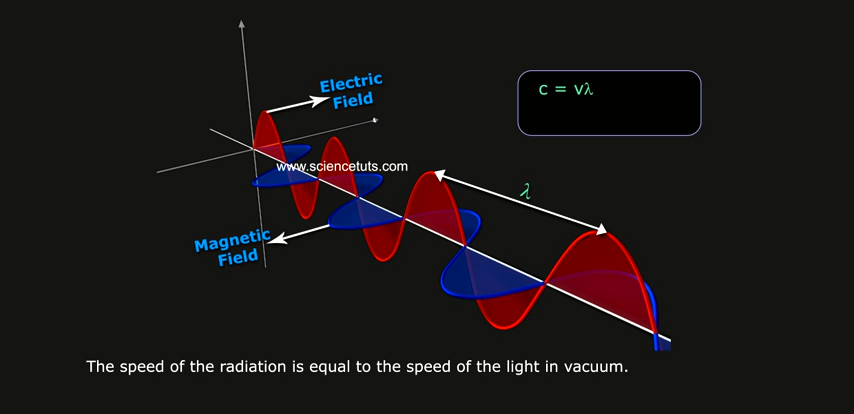 Electric
Field
c = vλ
www.sciencetuts.com
λ
Magnetic
Field
The speed of the radiation is equal to the speed of the light in vacuum.